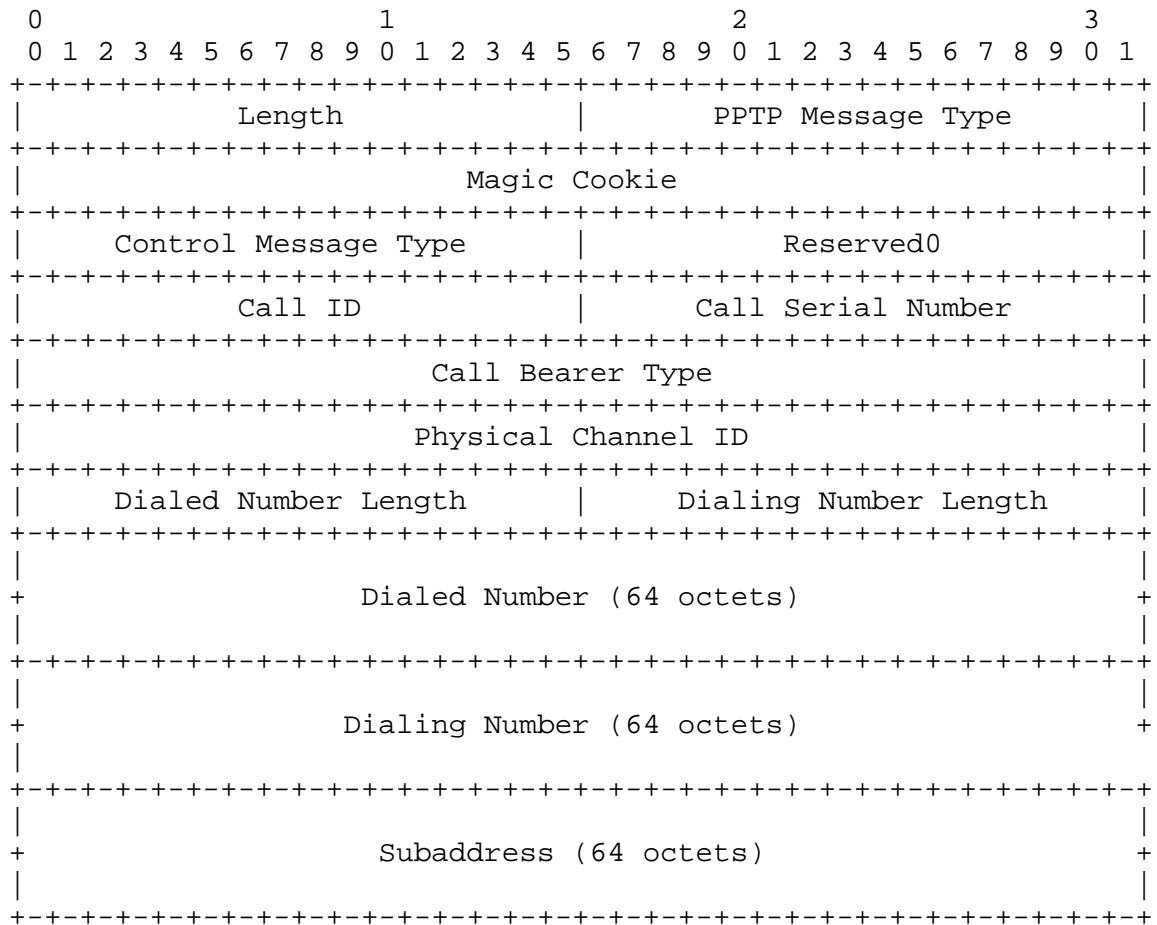 0                   1                   2                   3
0 1 2 3 4 5 6 7 8 9 0 1 2 3 4 5 6 7 8 9 0 1 2 3 4 5 6 7 8 9 0 1
+-+-+-+-+-+-+-+-+-+-+-+-+-+-+-+-+-+-+-+-+-+-+-+-+-+-+-+-+-+-+-+-+
|            Length             |       PPTP Message Type       |
+-+-+-+-+-+-+-+-+-+-+-+-+-+-+-+-+-+-+-+-+-+-+-+-+-+-+-+-+-+-+-+-+
|                         Magic Cookie                          |
+-+-+-+-+-+-+-+-+-+-+-+-+-+-+-+-+-+-+-+-+-+-+-+-+-+-+-+-+-+-+-+-+
|     Control Message Type      |           Reserved0           |
+-+-+-+-+-+-+-+-+-+-+-+-+-+-+-+-+-+-+-+-+-+-+-+-+-+-+-+-+-+-+-+-+
|            Call ID            |      Call Serial Number       |
+-+-+-+-+-+-+-+-+-+-+-+-+-+-+-+-+-+-+-+-+-+-+-+-+-+-+-+-+-+-+-+-+
|                       Call Bearer Type                        |
+-+-+-+-+-+-+-+-+-+-+-+-+-+-+-+-+-+-+-+-+-+-+-+-+-+-+-+-+-+-+-+-+
|                      Physical Channel ID                      |
+-+-+-+-+-+-+-+-+-+-+-+-+-+-+-+-+-+-+-+-+-+-+-+-+-+-+-+-+-+-+-+-+
|     Dialed Number Length      |     Dialing Number Length     |
+-+-+-+-+-+-+-+-+-+-+-+-+-+-+-+-+-+-+-+-+-+-+-+-+-+-+-+-+-+-+-+-+
|                                                               |
+                   Dialed Number (64 octets)                   +
|                                                               |
+-+-+-+-+-+-+-+-+-+-+-+-+-+-+-+-+-+-+-+-+-+-+-+-+-+-+-+-+-+-+-+-+
|                                                               |
+                  Dialing Number (64 octets)                   +
|                                                               |
+-+-+-+-+-+-+-+-+-+-+-+-+-+-+-+-+-+-+-+-+-+-+-+-+-+-+-+-+-+-+-+-+
|                                                               |
+                    Subaddress (64 octets)                     +
|                                                               |
+-+-+-+-+-+-+-+-+-+-+-+-+-+-+-+-+-+-+-+-+-+-+-+-+-+-+-+-+-+-+-+-+